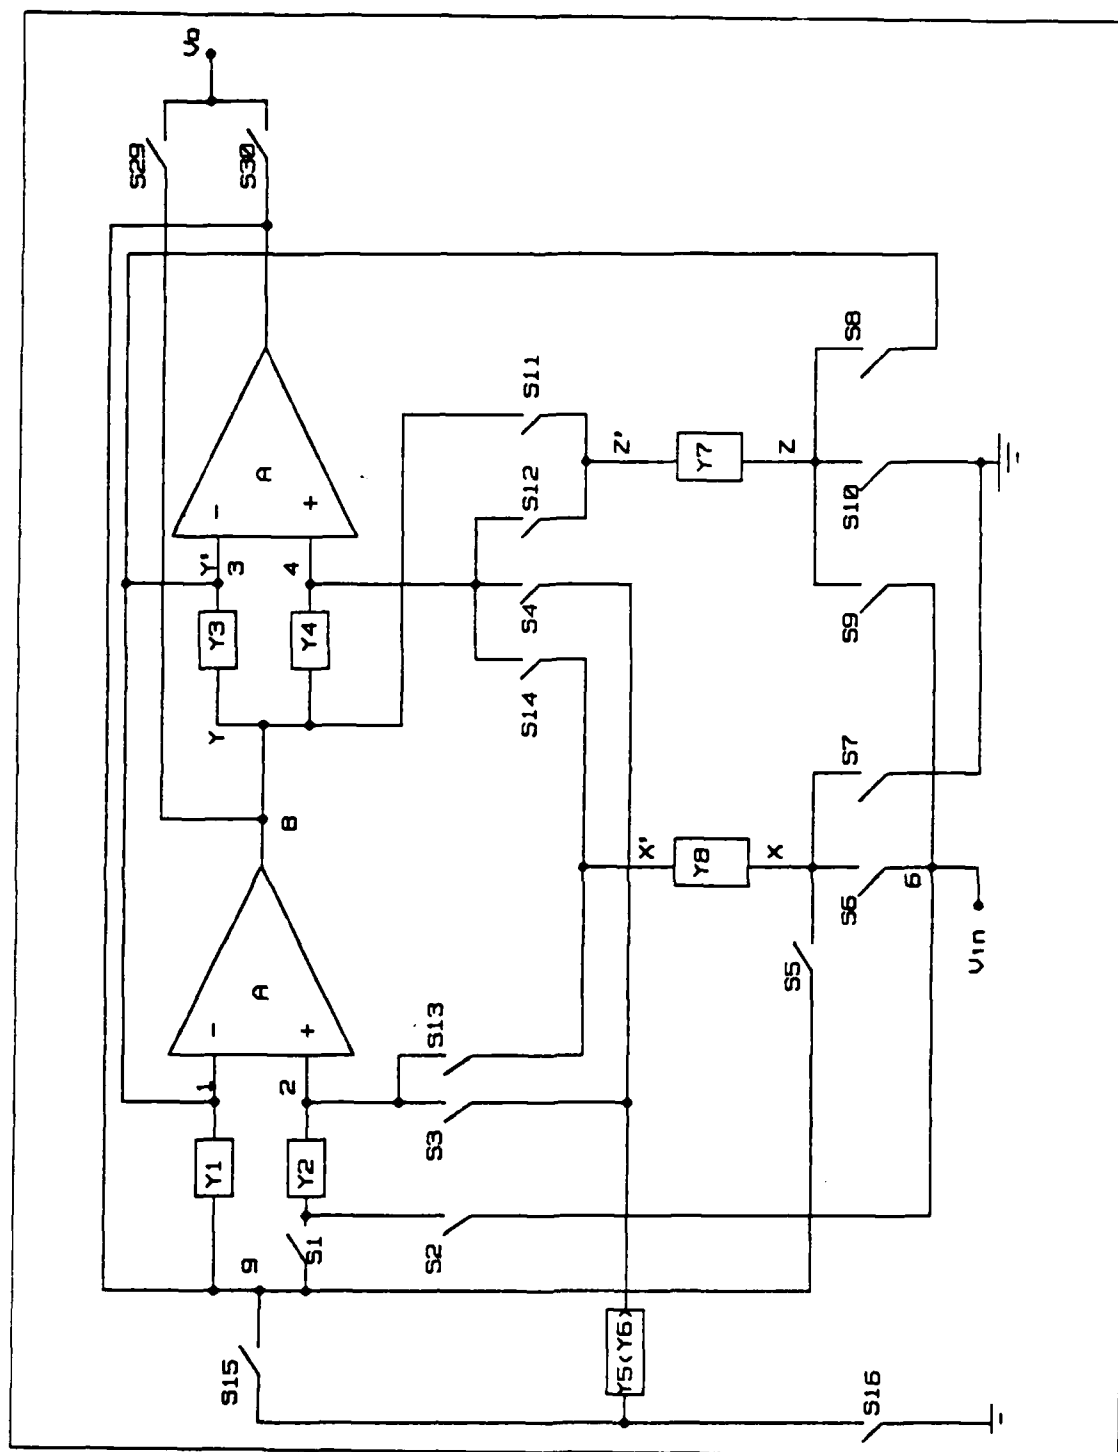 S29
Vo
S30
Y1
1
-
A
Y
Y3
Y'
3
-
A
S15
9
S1
Y2
2
+
8
Y4
4
+
S2
S3
S13
S14
S4
S12
S11
Y5(Y6)
X'
Z'
Y8
Y7
X
Z
S5
S16
S6
S7
S9
S10
S8
6
Vin